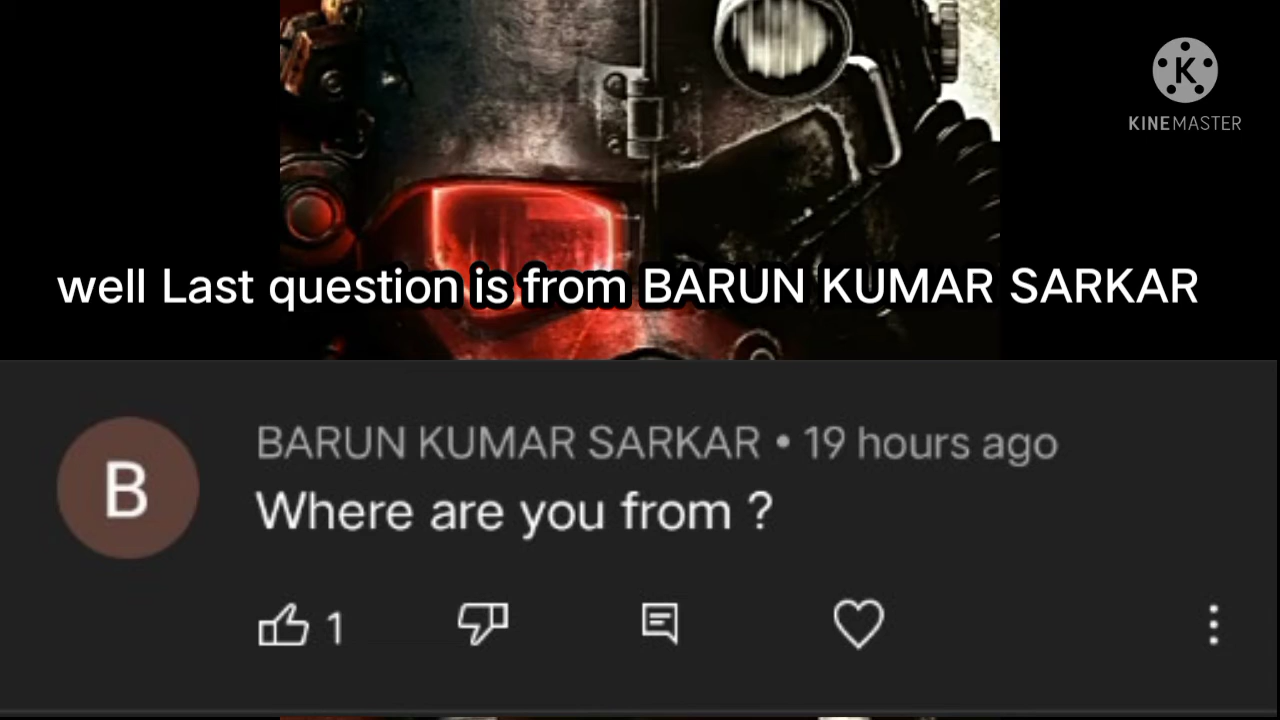 K
KINEMASTER
well Last question is from BARUN KUMAR SARKAR
B
BARUN KUMAR SARKAR • 19 hours ago
Where are you from ?
1